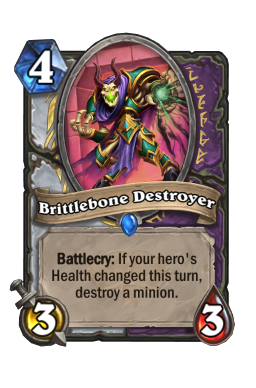 4
Brittlebone Destroyer
Battlecry: If your hero's
Health changed this turn,
destroy a minion.
3
3